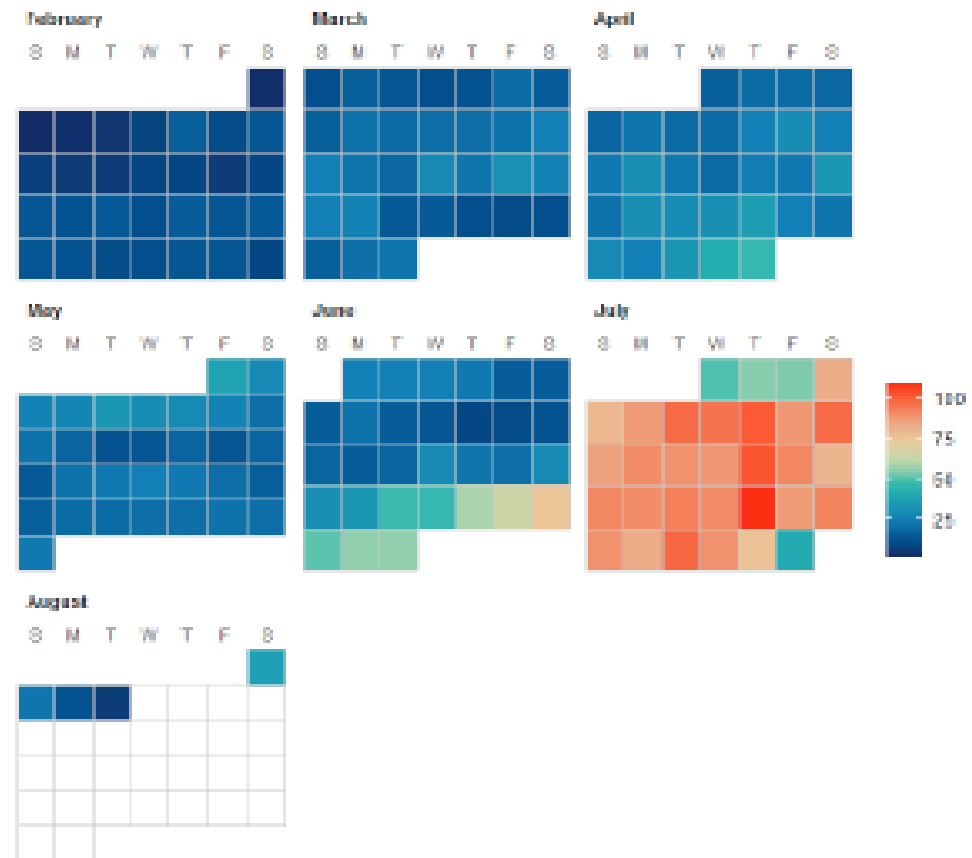 February March April
S M T W T F S S M T W T F S S M T W T F S
May June July
S M T W T F S S M T W T F S S M T W T F S
100
75
50
25
August
S M T W T F S